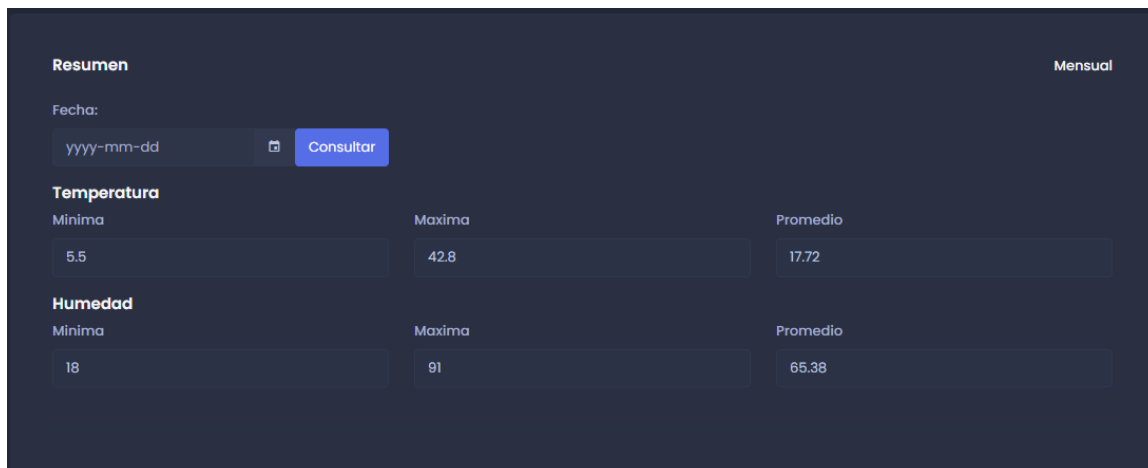 Resumen Mensual
Fecha:
yyyy-mm-dd Consultar
Temperatura
Minima Maxima Promedio
5.5 42.8 17.72
Humedad
Minima Maxima Promedio
18 91 65.38